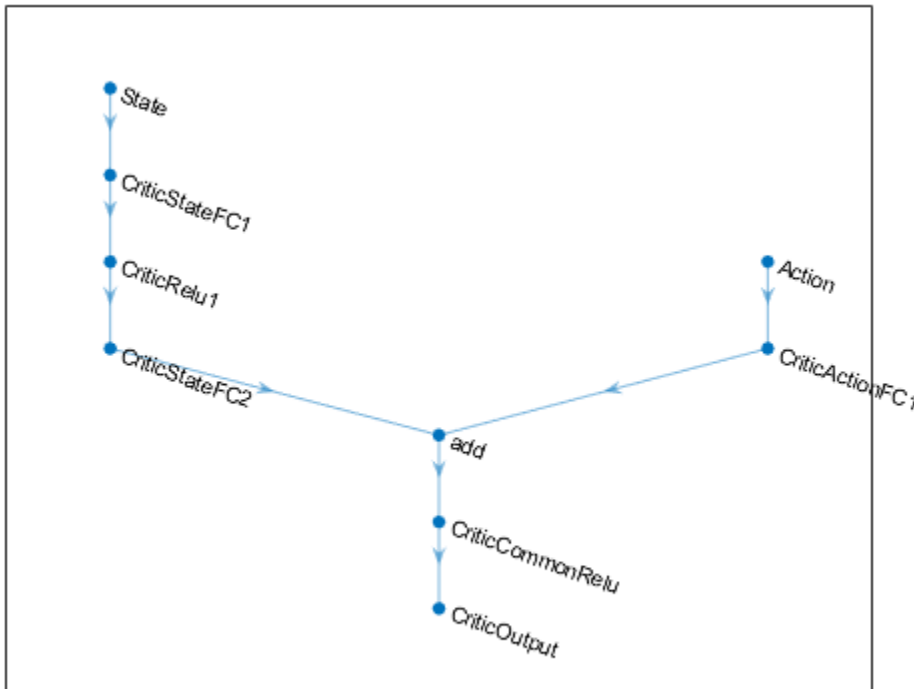 State
CriticStateFC1
CriticRelu1
Action
CriticStateFC2
CriticActionFC1
add
CriticCommonRelu
CriticOutput